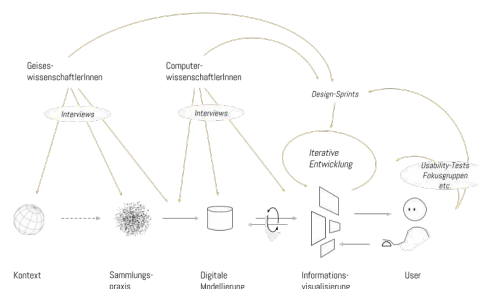 Geises-
wissenschaftlerInnen
Computer-
wissenschaftlerInnen
Design-Sprints
Interviews
Interviews
Iterative
Entwicklung
Usability-Tests
Fokusgruppen
etc.
Kontext
Sammlungs-
praxis
Digitale
Modellierung
Informations-
visualisierung
User